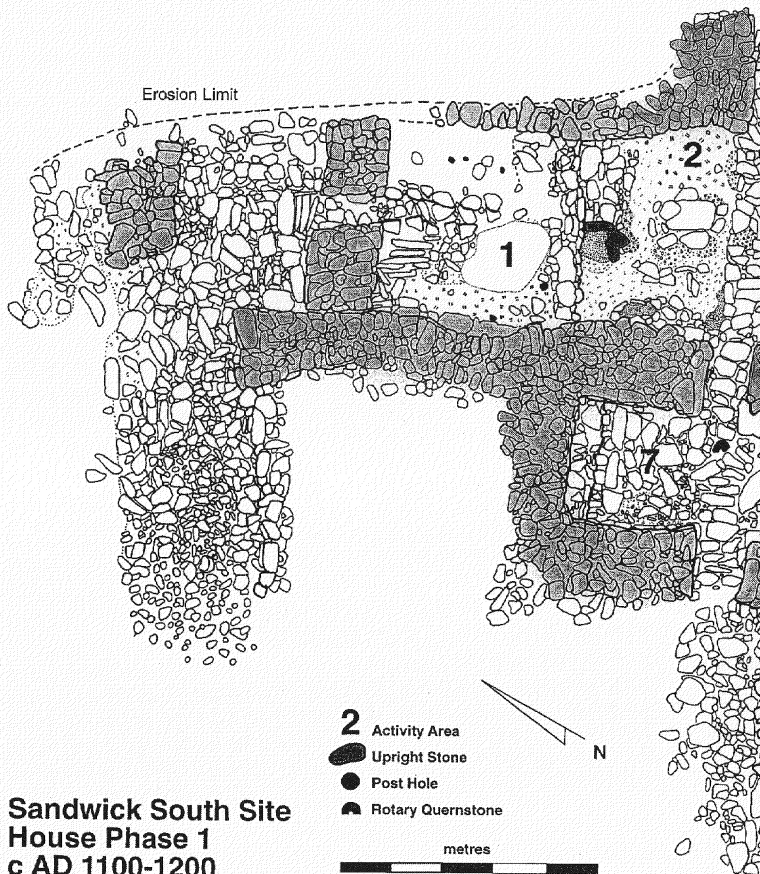 Erosion Limit
2
1
7
2 Activity Area
Upright Stone
Post Hole
Rotary Quernstone
N
Sandwick South Site
House Phase 1
c AD 1100-1200
metres